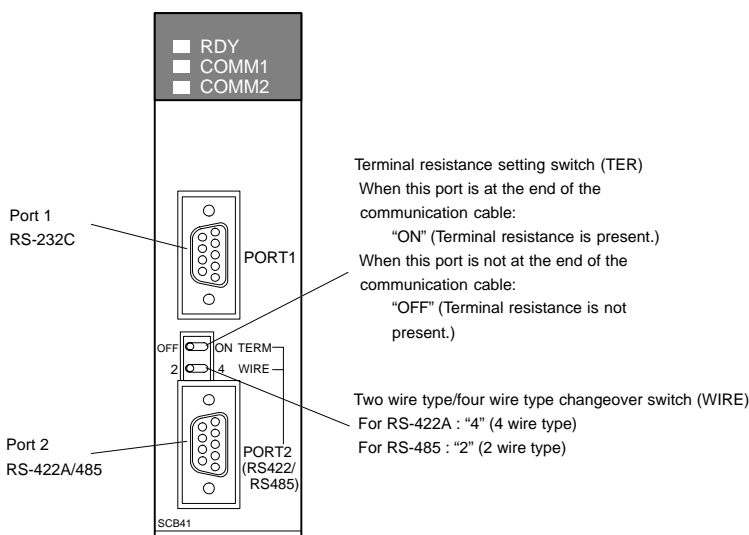 RDY
COMM1
COMM2
Terminal resistance setting switch (TER)
When this port is at the end of the
communication cable:
“ON” (Terminal resistance is present.)
When this port is not at the end of the
communication cable:
“OFF” (Terminal resistance is not
present.)
Port 1
RS-232C
PORT1
OFF ON TERM
2 4 WIRE
Two wire type/four wire type changeover switch (WIRE)
For RS-422A : “4” (4 wire type)
For RS-485 : “2” (2 wire type)
Port 2
RS-422A/485
PORT2
(RS422/
RS485)
SCB41